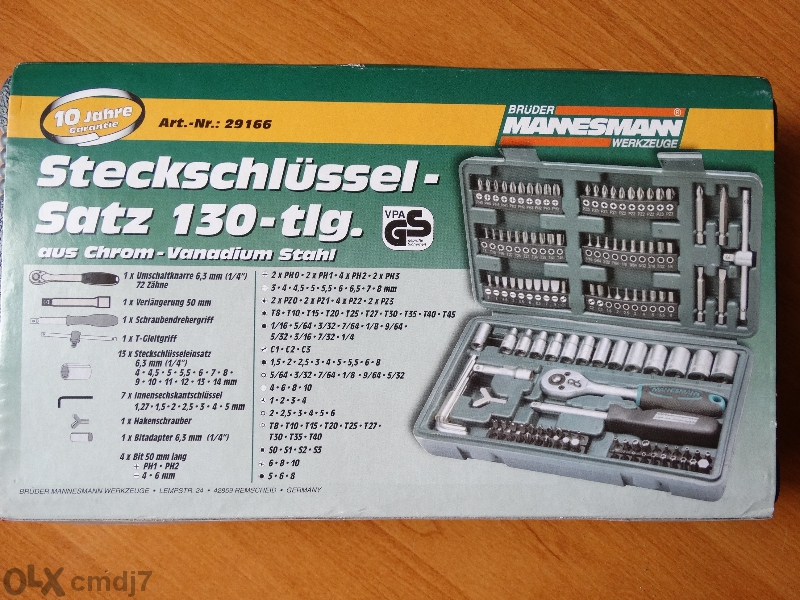 10 Jahre
Garantie
Art.-Nr.: 29166
BRÜDER
MANNESMANN®
WERKZEUGE
Steckschlüssel-
Satz 130-tlg.
aus Chrom-Vanadium Stahl
VPA
GS
geprüfte
Sicherheit
1 x Umschaltknarre 6,3 mm (1/4")
72 Zähne
1 x Verlängerung 50 mm
1 x Schraubendrehergriff
1 x T-Gleitgriff
15 x Steckschlüsseleinsatz
6,3 mm (1/4")
4 • 4,5 • 5 • 5,5 • 6 • 7 • 8 •
9 • 10 • 11 • 12 • 13 • 14 mm
7 x Innensechskantschlüssel
1,27 • 1,5 • 2 • 2,5 • 3 • 4 • 5 mm
1 x Hakenschrauber
1 x Bitadapter 6,3 mm (1/4")
4 x Bit 50 mm lang
PH1 • PH2
4 • 6 mm
2 x PH0 • 2 x PH1 • 4 x PH2 • 2 x PH3
3 • 4 • 4,5 • 5 • 5,5 • 6 • 6,5 • 7 • 8 mm
2 x PZ0 • 2 x PZ1 • 4 x PZ2 • 2 x PZ3
T8 • T10 • T15 • T20 • T25 • T27 • T30 • T35 • T40 • T45
1/16 • 5/64 • 3/32 • 7/64 • 1/8 • 9/64 •
5/32 • 3/16 • 7/32 • 1/4
C1 • C2 • C3
1,5 • 2 • 2,5 • 3 • 4 • 5 • 5,5 • 6 • 8
5/64 • 3/32 • 7/64 • 1/8 • 9/64 • 5/32
4 • 6 • 8 • 10
1 • 2 • 3 • 4
2 • 2,5 • 3 • 4 • 5 • 6
T8 • T10 • T15 • T20 • T25 • T27 •
T30 • T35 • T40
S0 • S1 • S2 • S3
6 • 8 • 10
5 • 6 • 8
BRÜDER MANNESMANN WERKZEUGE • LEMPSTR. 24 • 42859 REMSCHEID • GERMANY
OLX cmdj7